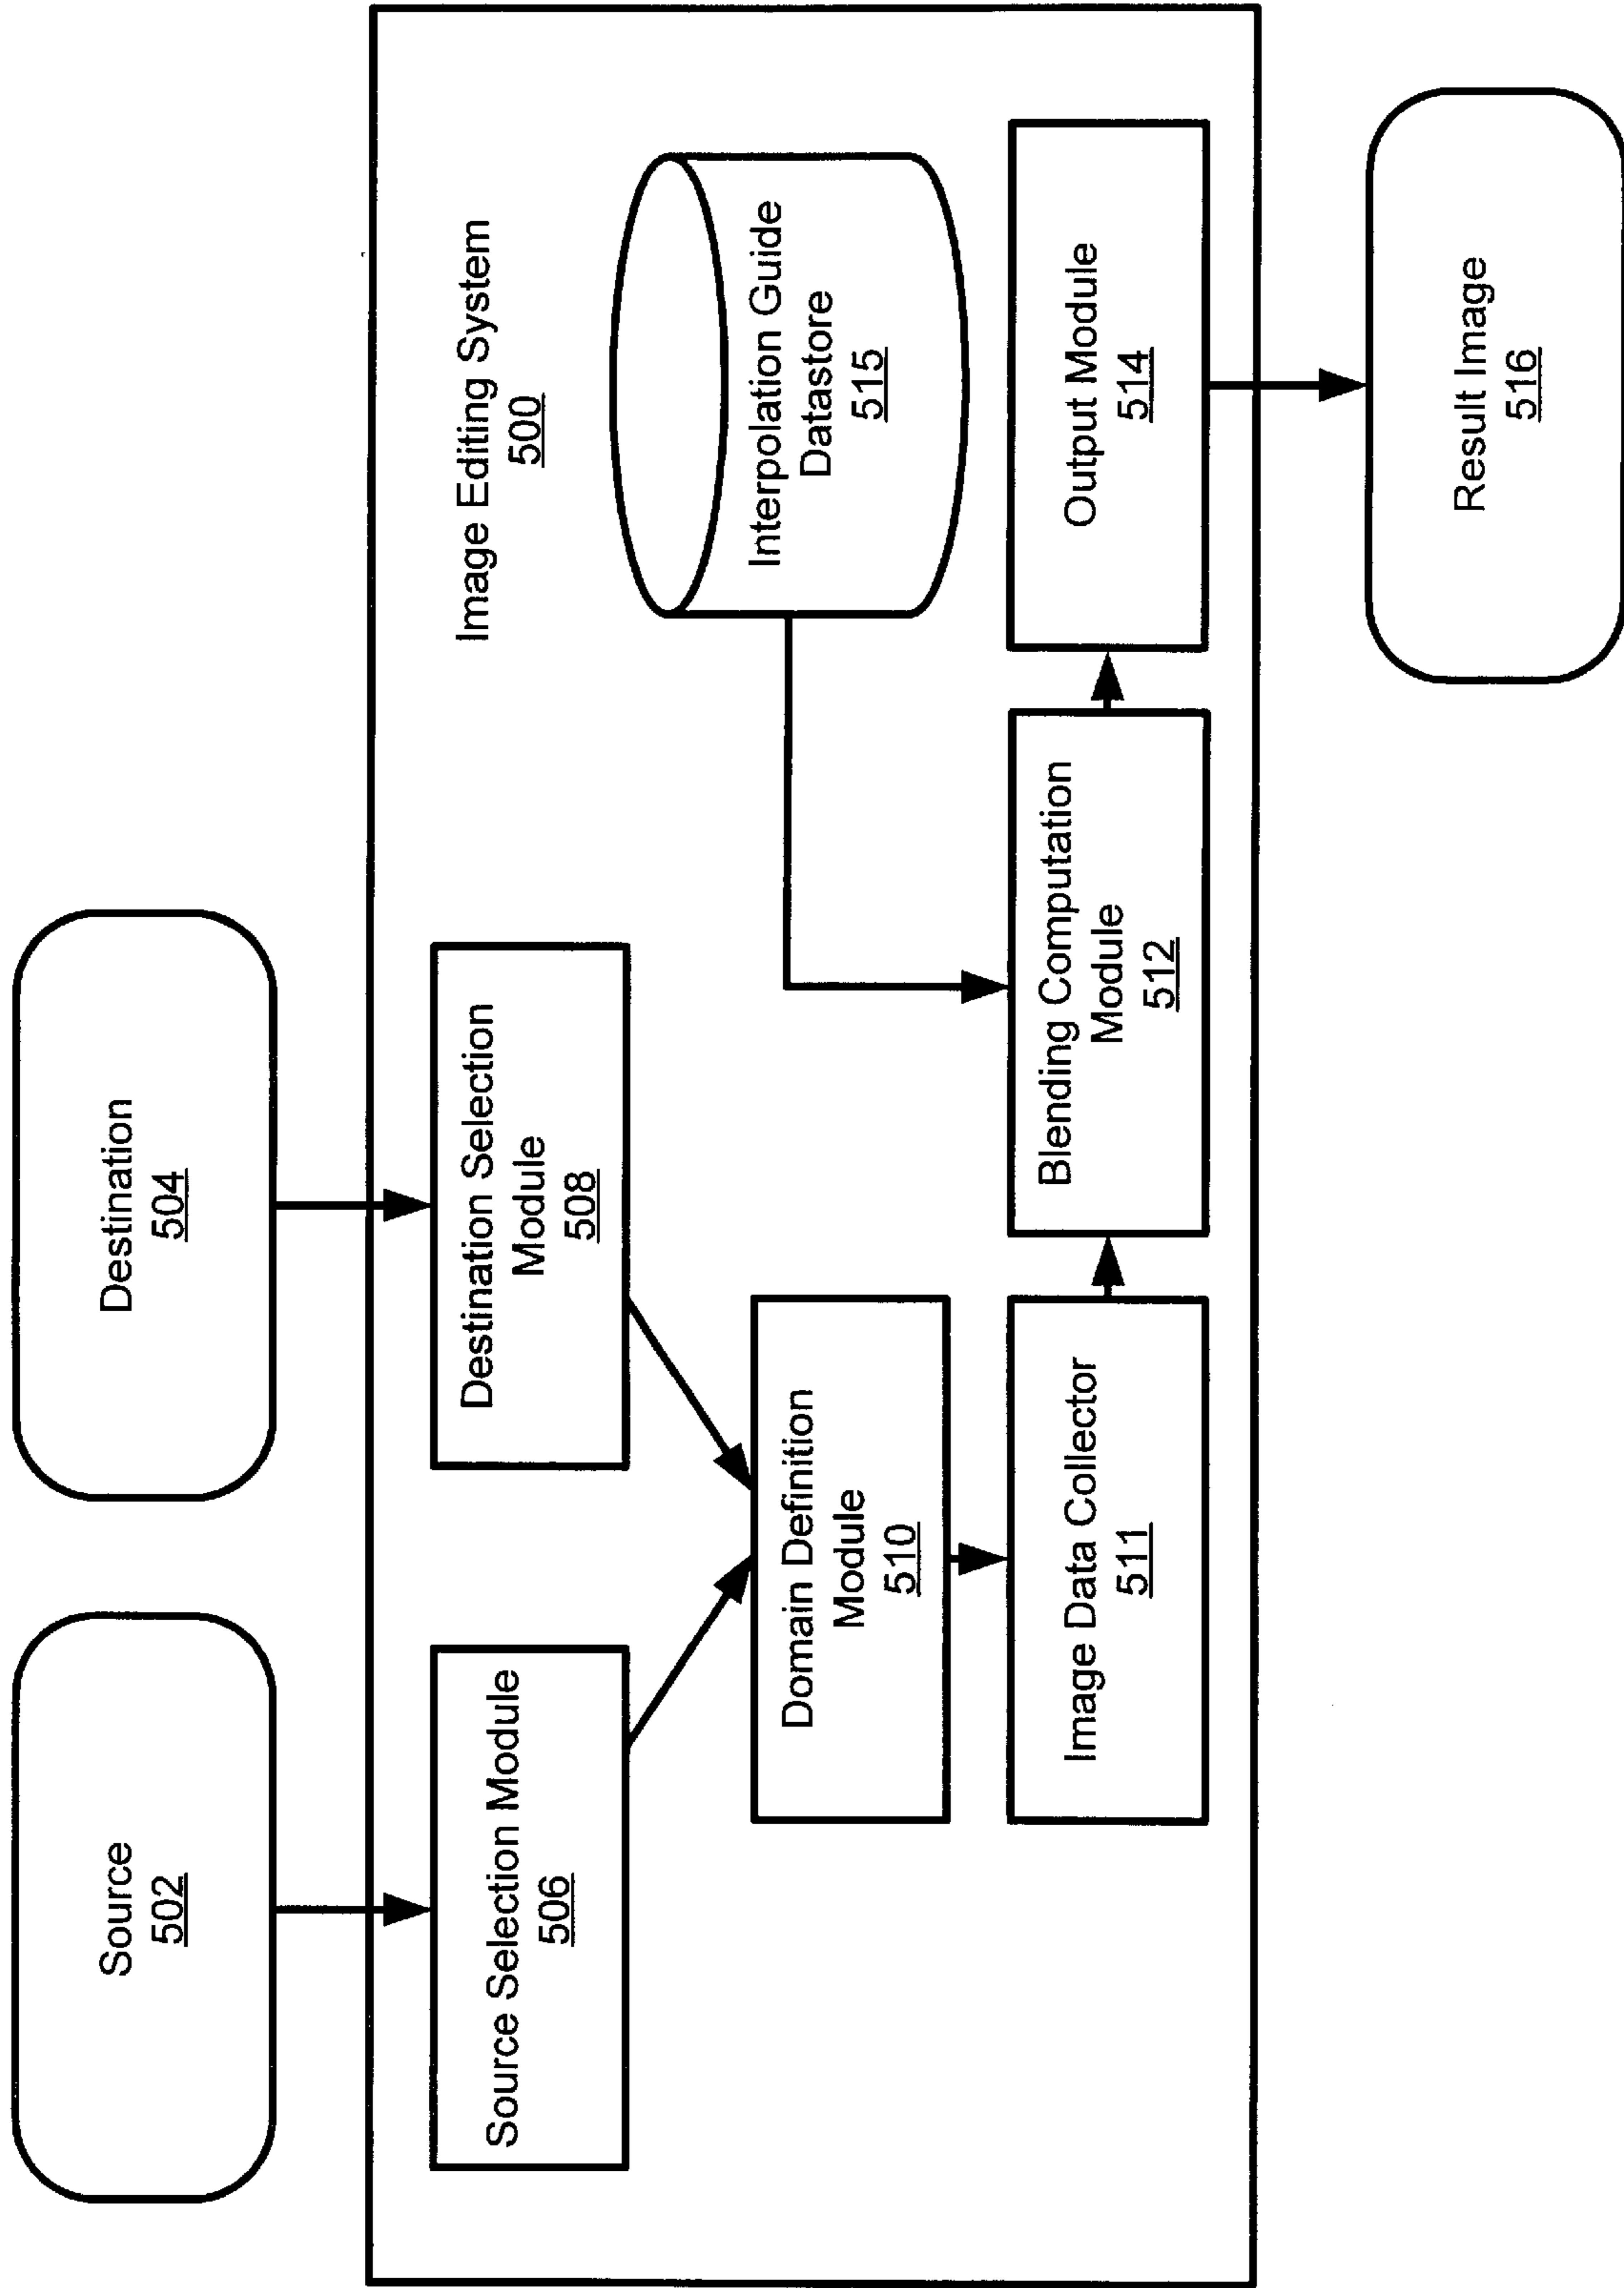 Source
502
Destination
504
Image Editing System
500
Source Selection Module
506
Destination Selection
Module
508
Domain Definition
Module
510
Interpolation Guide
Datastore
515
Image Data Collector
511
Blending Computation
Module
512
Output Module
514
Result Image
516